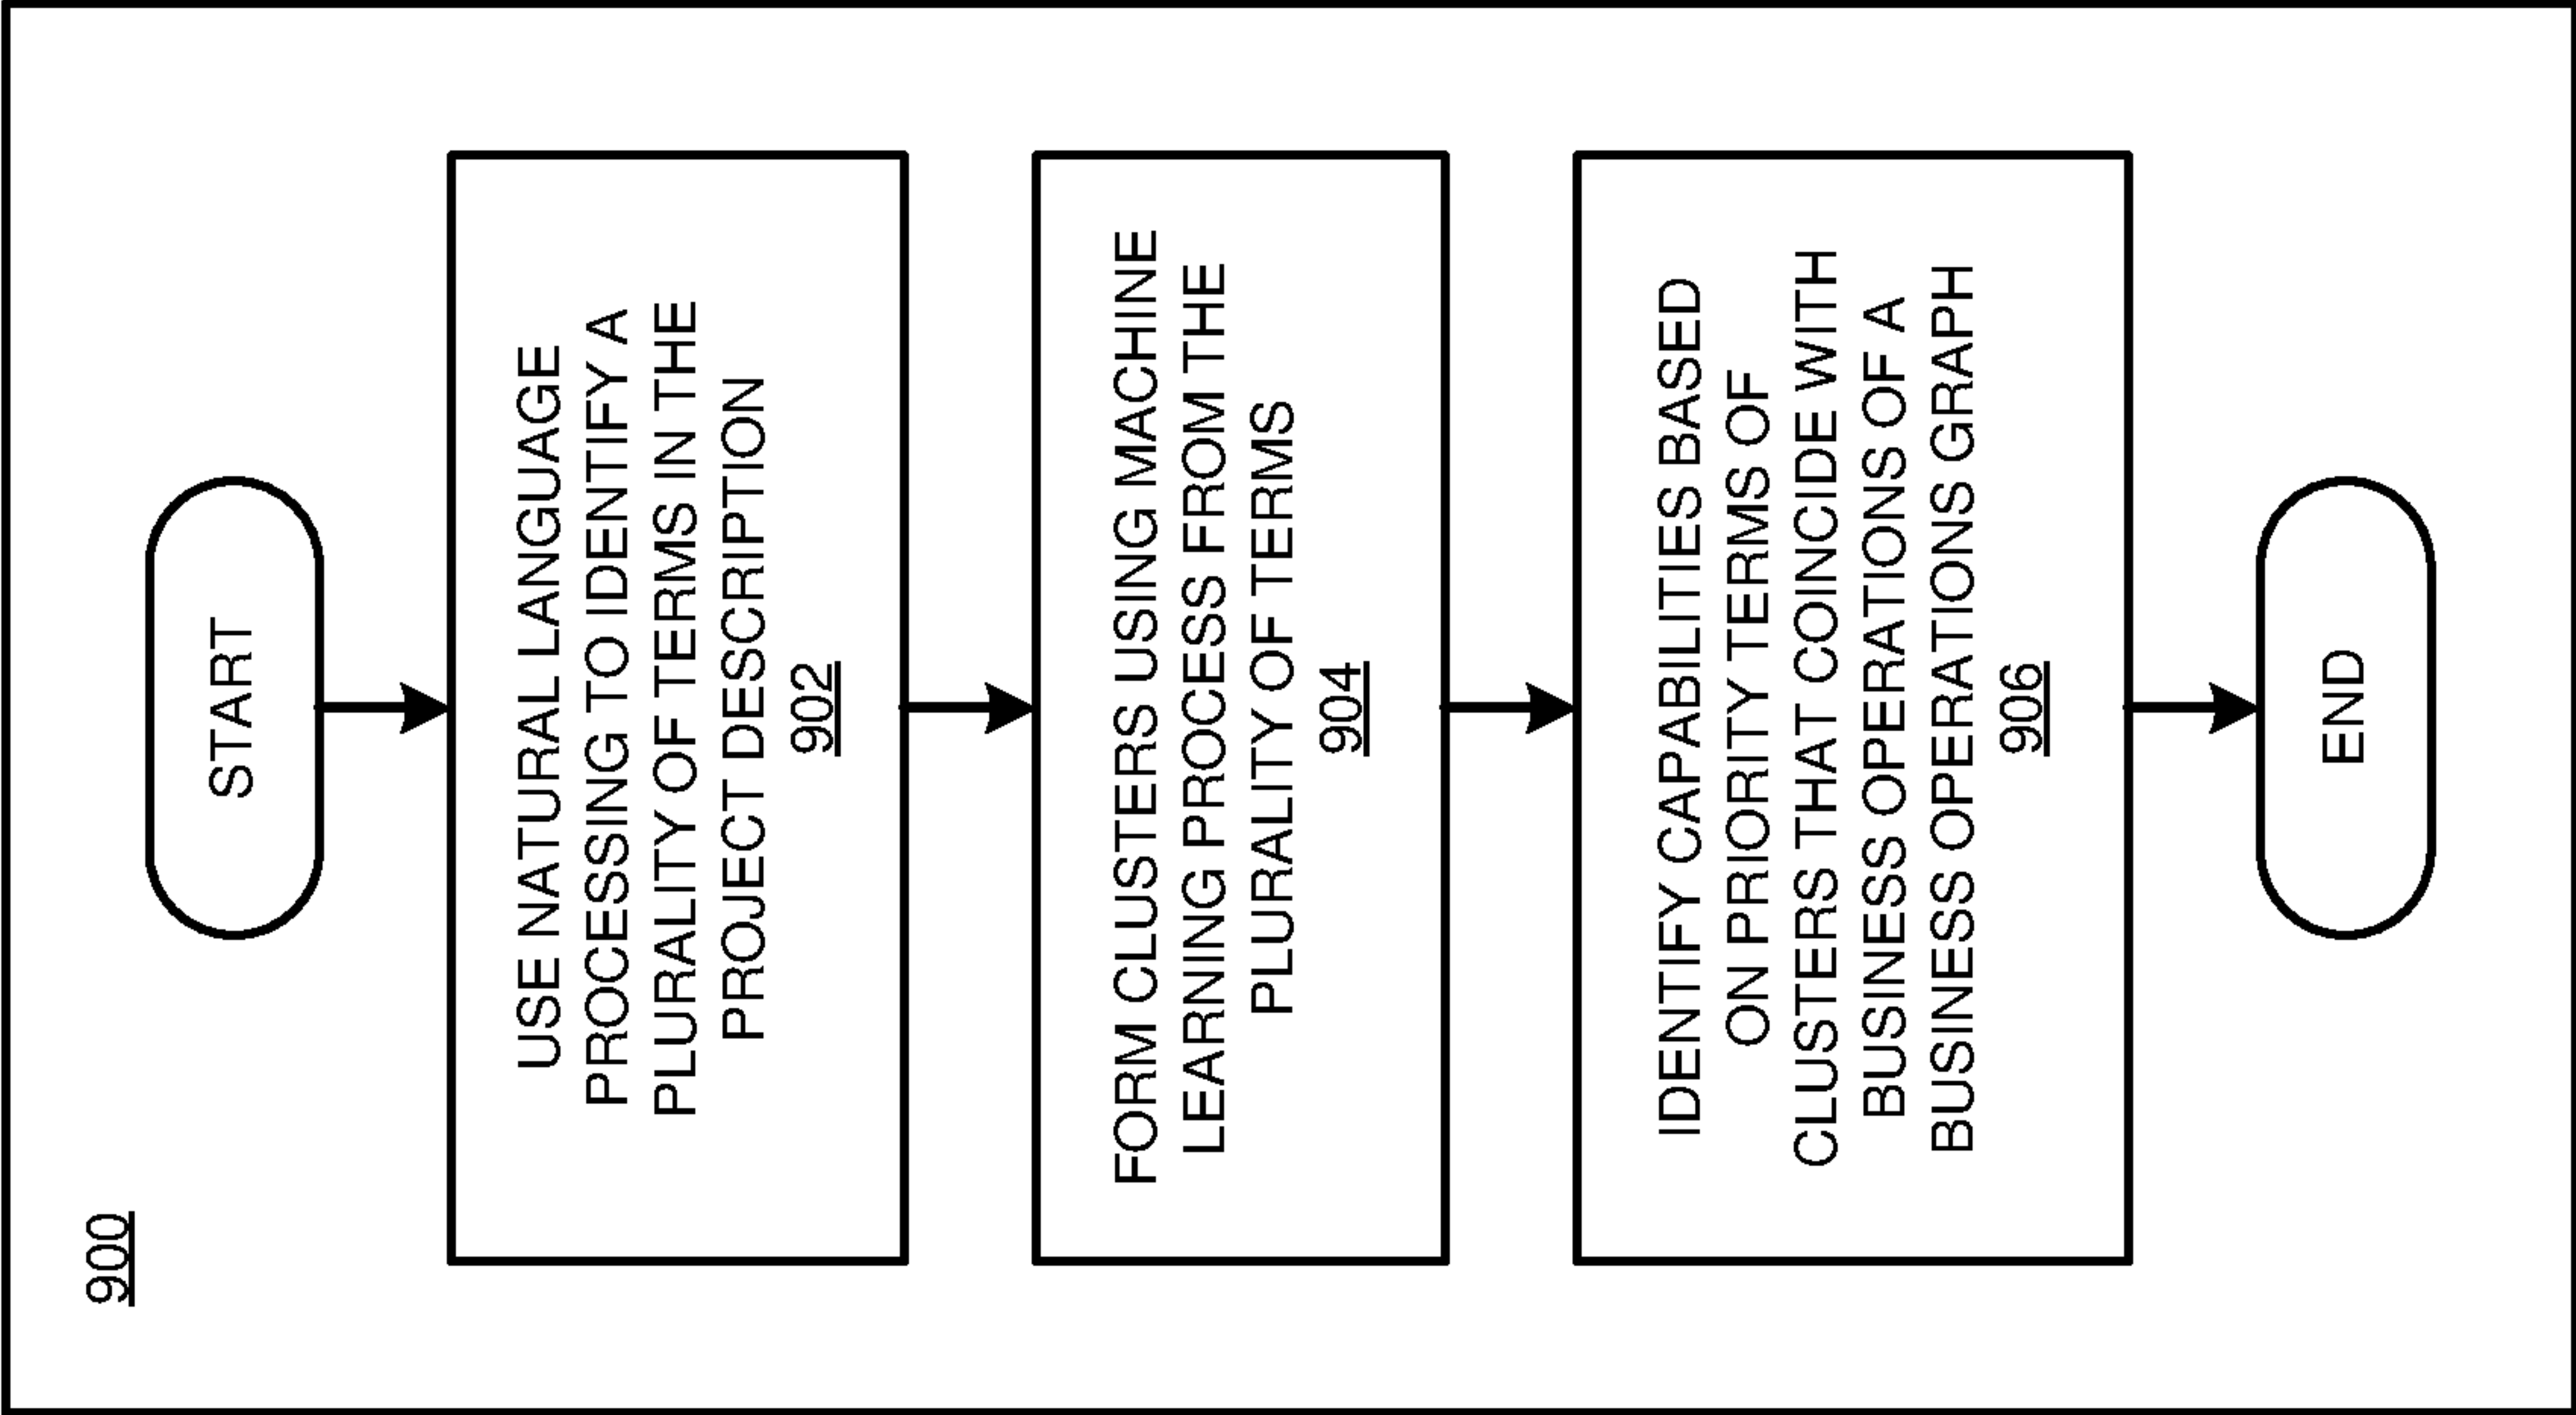 900
START
USE NATURAL LANGUAGE
PROCESSING TO IDENTIFY A
PLURALITY OF TERMS IN THE
PROJECT DESCRIPTION
902
FORM CLUSTERS USING MACHINE
LEARNING PROCESS FROM THE
PLURALITY OF TERMS
904
IDENTIFY CAPABILITIES BASED
ON PRIORITY TERMS OF
CLUSTERS THAT COINCIDE WITH
BUSINESS OPERATIONS OF A
BUSINESS OPERATIONS GRAPH
906
END